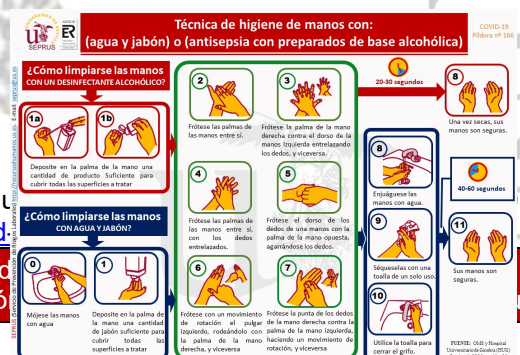 Técnica de higiene de manos con:
(agua y jabón) o (antisepsia con preparados de base alcohólica)
COVID-19
Píldora nº 166
SEPRUS
ER
¿Cómo limpiarse las manos
CON UN DESINFECTANTE ALCOHÓLICO?
1a
1b
Deposite en la palma de la mano una
cantidad de producto Suficiente para
cubrir todas las superficies a tratar
¿Cómo limpiarse las manos
CON AGUA Y JABÓN?
0
Mójese las manos
con agua
1
Deposite en la palma de
la mano una cantidad
de jabón suficiente para
cubrir todas las
superficies a tratar
2
Frótese las palmas de
las manos entre sí.
3
Frótese la palma de la mano
derecha contra el dorso de la
mano Izquierda entrelazando
los dedos, y viceversa.
4
Frótese las palmas de
las manos entre sí,
con los dedos
entrelazados.
5
Frótese el dorso de los
dedos de una manos con la
palma de la mano opuesta,
agarrándose los dedos.
6
Frótese con un movimiento
de rotación el pulgar
Izquierdo, rodeándolo con
la palma de la mano
derecha, y viceversa
7
Frótese la punta de los dedos
de la mano derecha contra la
palma de la mano izquierda,
haciendo un movimiento de
rotación, y viceversa
20-30 segundos
8
Una vez secas, sus
manos son seguras.
8
Enjuáguese las
manos con agua.
9
Séqueselas con una
toalla de un solo uso.
10
Utilice la toalla para
cerrar el grifo.
40-60 segundos
11
Sus manos son
seguras.
FUENTE: OMS y Hospital
Universitario de Ginebra (HUG)